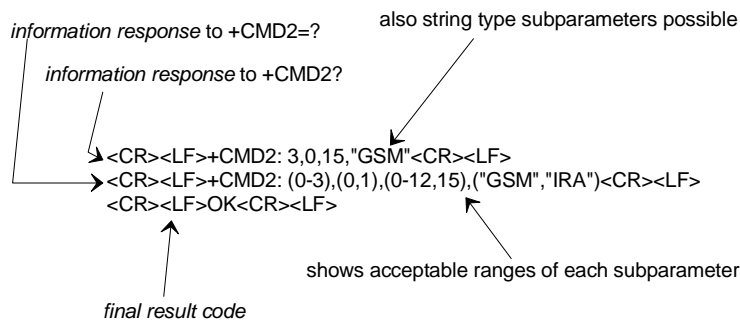 also string type subparameters possible
information response to +CMD2=?
information response to +CMD2?
<CR><LF>+CMD2: 3,0,15,"GSM"<CR><LF>
<CR><LF>+CMD2: (0-3),(0,1),(0-12,15),("GSM","IRA")<CR><LF>
<CR><LF>OK<CR><LF>
shows acceptable ranges of each subparameter
final result code